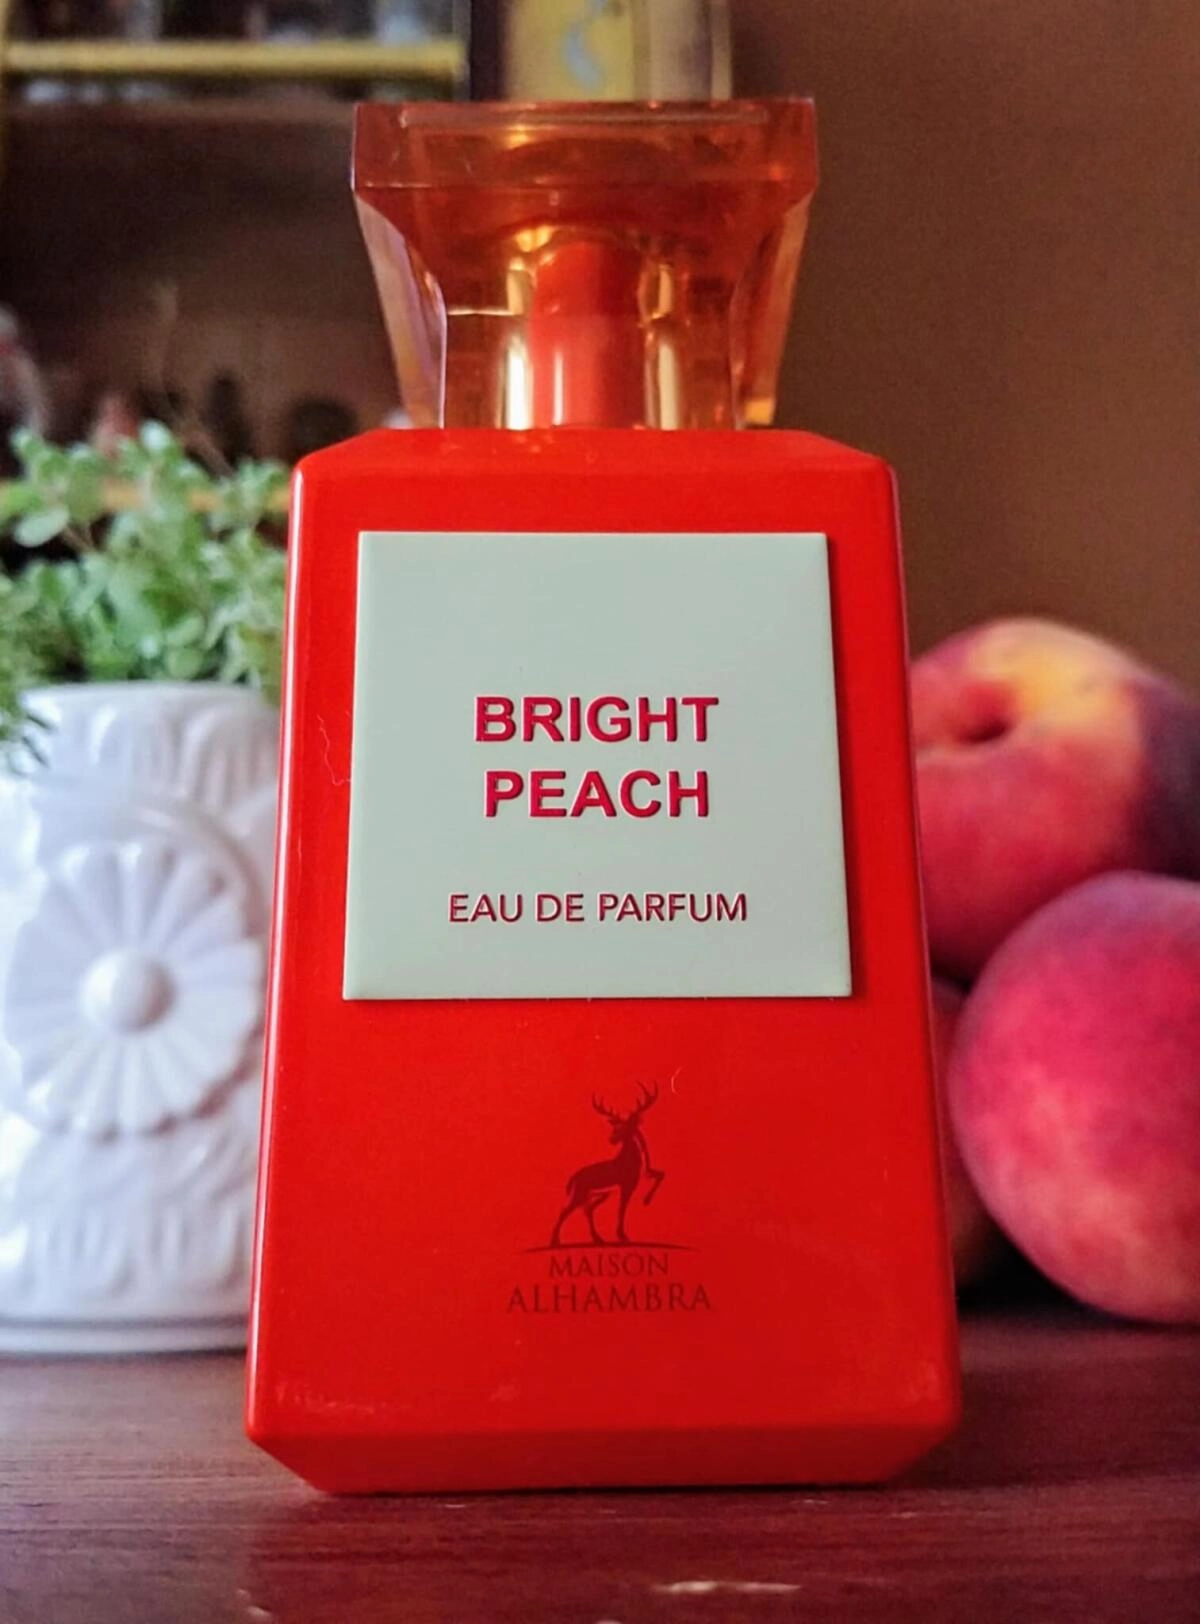 BRIGHT
PEACH
EAU DE PARFUM
MAISON
ALHAMBRA